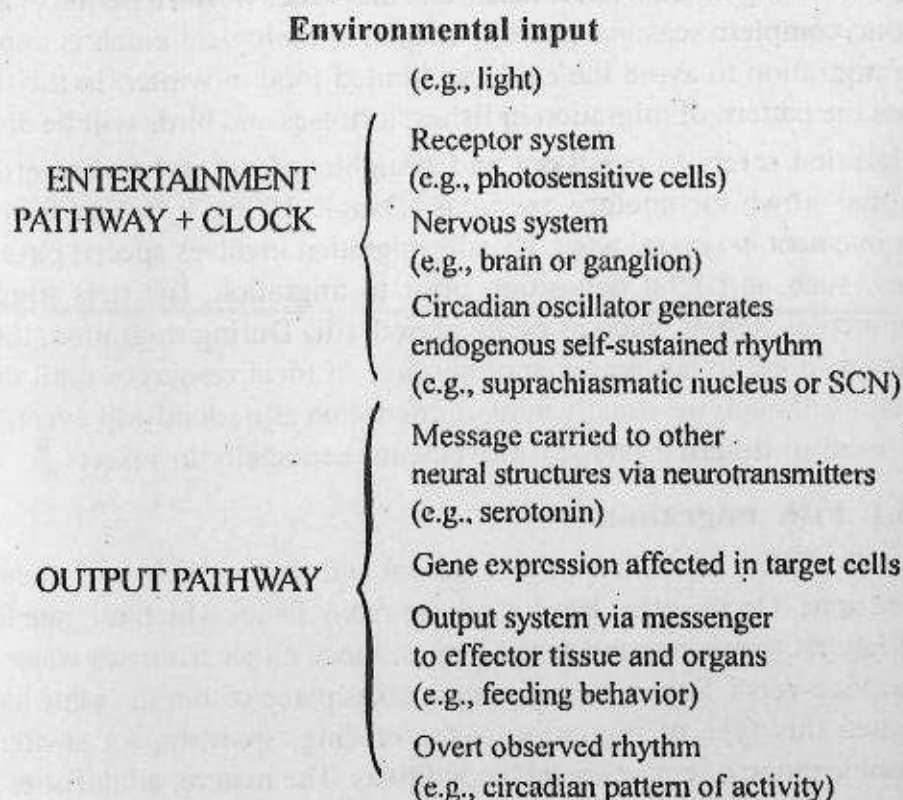 Environmental input
(e.g., light)
ENTERTAINMENT
PATHWAY + CLOCK
Receptor system
(e.g., photosensitive cells)
Nervous system
(e.g., brain or ganglion)
Circadian oscillator generates
endogenous self-sustained rhythm
(e.g., suprachiasmatic nucleus or SCN)
OUTPUT PATHWAY
Message carried to other
neural structures via neurotransmitters
(e.g., serotonin)
Gene exprcssion affected in target cells
Output system via messenger
to effector tissue and organs
(e.g., feeding behavior)
Overt observed rhythm
(e.g., circadian pattern of activity)